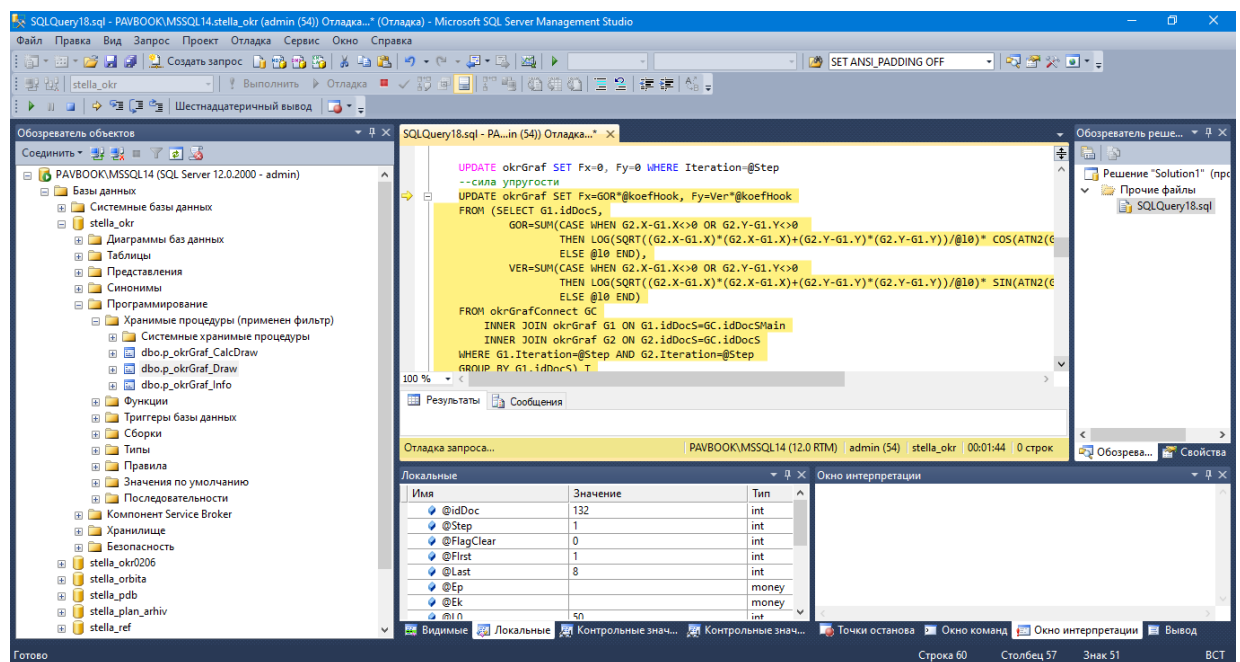 SQLQuery18.sql - PAVBOOK\MSSQL14.stella_okr (admin (54)) Отладка...* (Отладка) - Microsoft SQL Server Management Studio
Файл Правка Вид Запрос Проект Отладка Сервис Окно Справка
Создать запрос SET ANSI_PADDING OFF
stella_okr Выполнить Отладка
Шестнадцатеричный вывод
Обозреватель объектов
Соединить
PAVBOOK\MSSQL14 (SQL Server 12.0.2000 - admin)
Базы данных
Системные базы данных
stella_okr
Диаграммы баз данных
Таблицы
Представления
Синонимы
Программирование
Хранимые процедуры (применен фильтр)
Системные хранимые процедуры
dbo.p_okrGraf_CalcDraw
dbo.p_okrGraf_Draw
dbo.p_okrGraf_Info
Функции
Триггеры базы данных
Сборки
Типы
Правила
Значения по умолчанию
Последовательности
Компонент Service Broker
Хранилище
Безопасность
stella_okr0206
stella_orbita
stella_pdb
stella_plan_arhiv
stella_ref
SQLQuery18.sql - PA...in (54)) Отладка...*
UPDATE okrGraf SET Fx=0, Fy=0 WHERE Iteration=@Step
--сила упругости
UPDATE okrGraf SET Fx=GOR*@koefHook, Fy=Ver*@koefHook
FROM (SELECT G1.idDocS,
GOR=SUM(CASE WHEN G2.X-G1.X<>0 OR G2.Y-G1.Y<>0
THEN LOG(SQRT((G2.X-G1.X)*(G2.X-G1.X)+(G2.Y-G1.Y)*(G2.Y-G1.Y))/@l0)* COS(ATN2(G
ELSE @l0 END),
VER=SUM(CASE WHEN G2.X-G1.X<>0 OR G2.Y-G1.Y<>0
THEN LOG(SQRT((G2.X-G1.X)*(G2.X-G1.X)+(G2.Y-G1.Y)*(G2.Y-G1.Y))/@l0)* SIN(ATN2(G
ELSE @l0 END)
FROM okrGrafConnect GC
INNER JOIN okrGraf G1 ON G1.idDocS=GC.idDocSMain
INNER JOIN okrGraf G2 ON G2.idDocS=GC.idDocS
WHERE G1.Iteration=@Step AND G2.Iteration=@Step
GROUP BY G1.idDocS) T
100 %
Результаты Сообщения
Отладка запроса... PAVBOOK\MSSQL14 (12.0 RTM) admin (54) stella_okr 00:01:44 0 строк
Обозреватель реше...
Решение "Solution1" (прс
Прочие файлы
SQLQuery18.sql
Обозрева... Свойства
Локальные
Имя Значение Тип
@idDoc 132 int
@Step 1 int
@FlagClear 0 int
@FIrst 1 int
@Last 8 int
@Ep money
@Ek money
@L0 50 int
Видимые Локальные Контрольные знач... Контрольные знач...
Окно интерпретации
Точки останова Окно команд Окно интерпретации Вывод
Готово Строка 60 Столбец 57 Знак 51 ВСТ